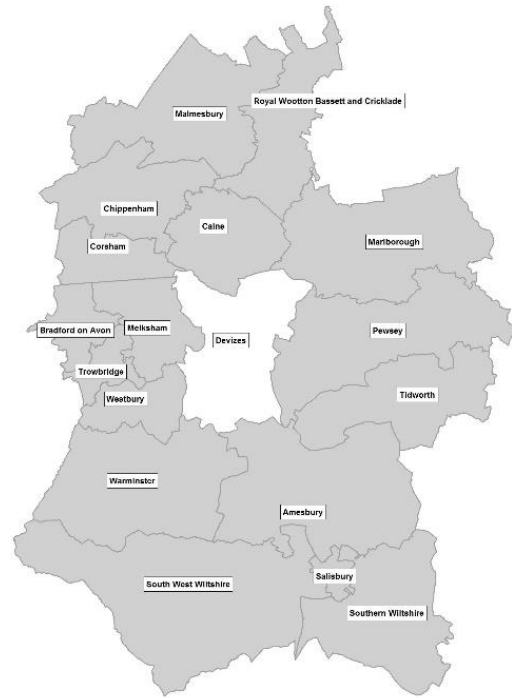 Royal Wootton Bassett and Cricklade
Malmesbury
Chippenham
Calne
Marlborough
Corsham
Bradford on Avon
Melksham
Devizes
Pewsey
Trowbridge
Westbury
Tidworth
Warminster
Amesbury
Salisbury
South West Wiltshire
Southern Wiltshire